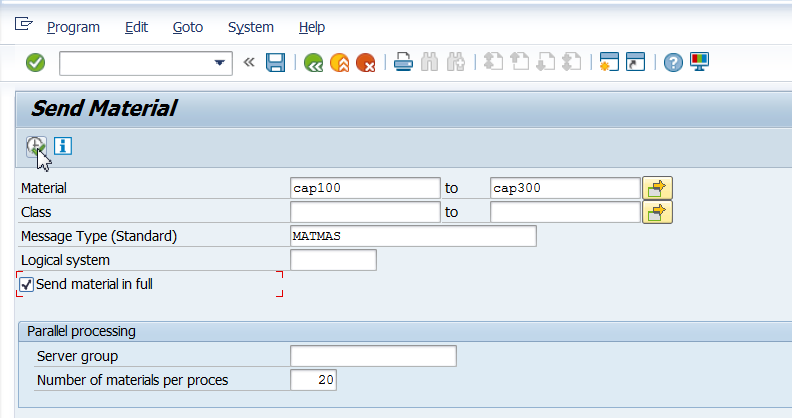 Program Edit Goto System Help
Send Material
Material cap100 to cap300
Class to
Message Type (Standard) MATMAS
Logical system
Send material in full
Parallel processing
Server group
Number of materials per proces 20